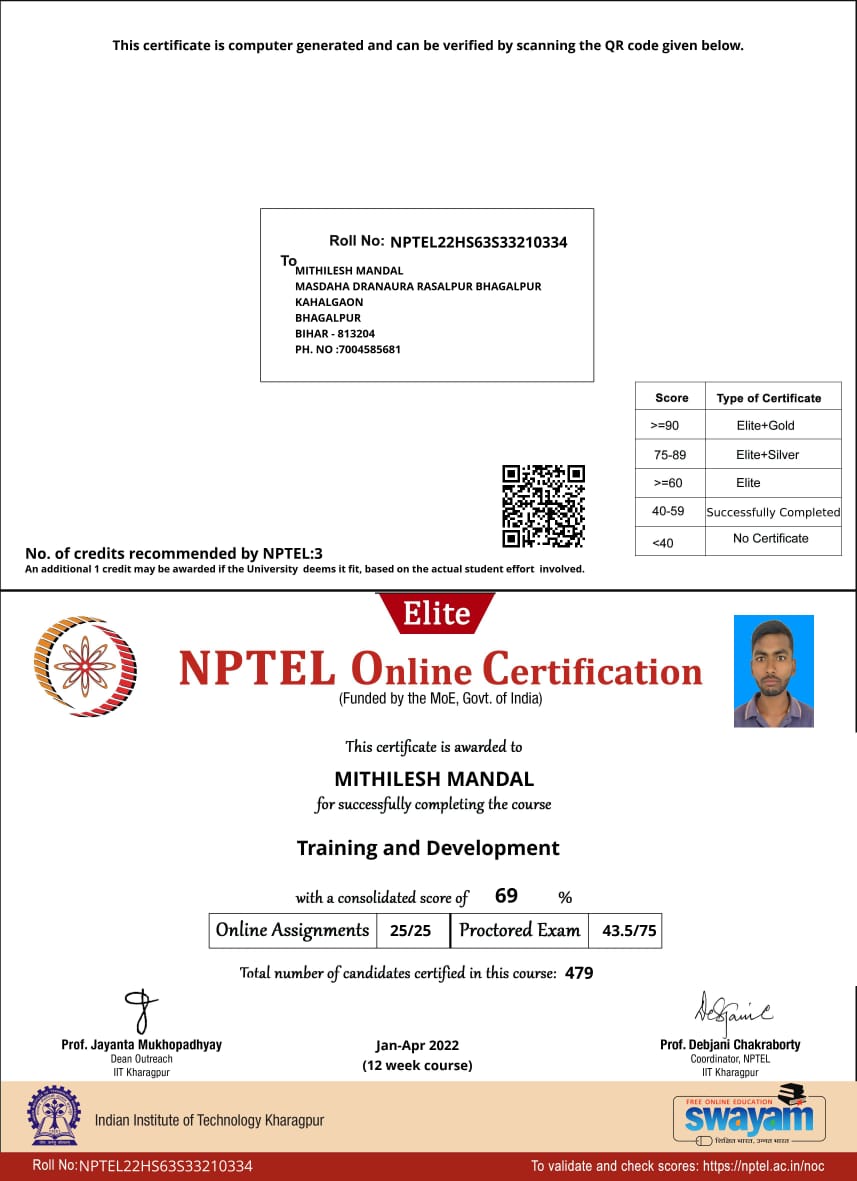 This certificate is computer generated and can be verified by scanning the QR code given below.
Roll No: NPTEL22HS63S33210334
To
MITHILESH MANDAL
MASDAHA DRANAURA RASALPUR BHAGALPUR
KAHALGAON
BHAGALPUR
BIHAR - 813204
PH. NO :7004585681
Score Type of Certificate
>=90 Elite+Gold
75-89 Elite+Silver
>=60 Elite
40-59 Successfully Completed
<40 No Certificate
No. of credits recommended by NPTEL:3
An additional 1 credit may be awarded if the University deems it fit, based on the actual student effort involved.
Elite
NPTEL Online Certification
(Funded by the MoE, Govt. of India)
This certificate is awarded to
MITHILESH MANDAL
for successfully completing the course
Training and Development
with a consolidated score of 69 %
Online Assignments 25/25 Proctored Exam 43.5/75
Total number of candidates certified in this course: 479
Prof. Jayanta Mukhopadhyay
Dean Outreach
IIT Kharagpur
Jan-Apr 2022
(12 week course)
Prof. Debjani Chakraborty
Coordinator, NPTEL
IIT Kharagpur
Indian Institute of Technology Kharagpur
FREE ONLINE EDUCATION
swayam
शिक्षित भारत, उन्नत भारत
Roll No:NPTEL22HS63S33210334
To validate and check scores: https://nptel.ac.in/noc